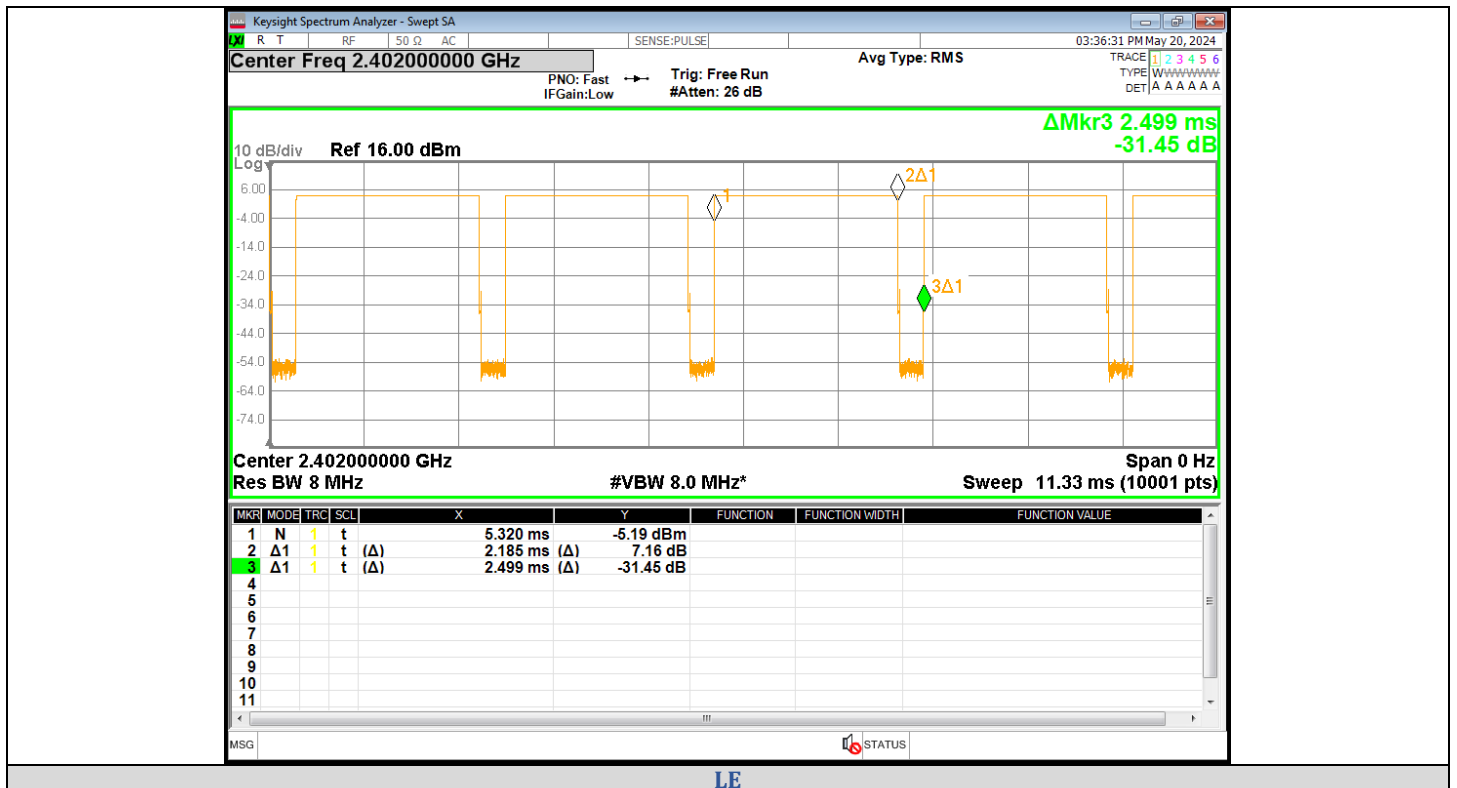 Keysight Spectrum Analyzer - Swept SA
LXI R T RF 50 Ω AC SENSE:PULSE 03:36:31 PM May 20, 2024
Center Freq 2.402000000 GHz
Avg Type: RMS
TRACE 1 2 3 4 5 6
PNO: Fast Trig: Free Run
TYPE WWWWWW
IFGain:Low #Atten: 26 dB
DET A A A A A A
ΔMkr3 2.499 ms
-31.45 dB
10 dB/div Ref 16.00 dBm
Log
6.00
-4.00
-14.0
-24.0
-34.0
-44.0
-54.0
-64.0
-74.0
1
2Δ1
3Δ1
Center 2.402000000 GHz Span 0 Hz
Res BW 8 MHz #VBW 8.0 MHz* Sweep 11.33 ms (10001 pts)
MKR MODE TRC SCL X Y FUNCTION FUNCTION WIDTH FUNCTION VALUE
1 N 1 t 5.320 ms -5.19 dBm
2 Δ1 1 t (Δ) 2.185 ms (Δ) 7.16 dB
3 Δ1 1 t (Δ) 2.499 ms (Δ) -31.45 dB
4
5
6
7
8
9
10
11
MSG STATUS
LE